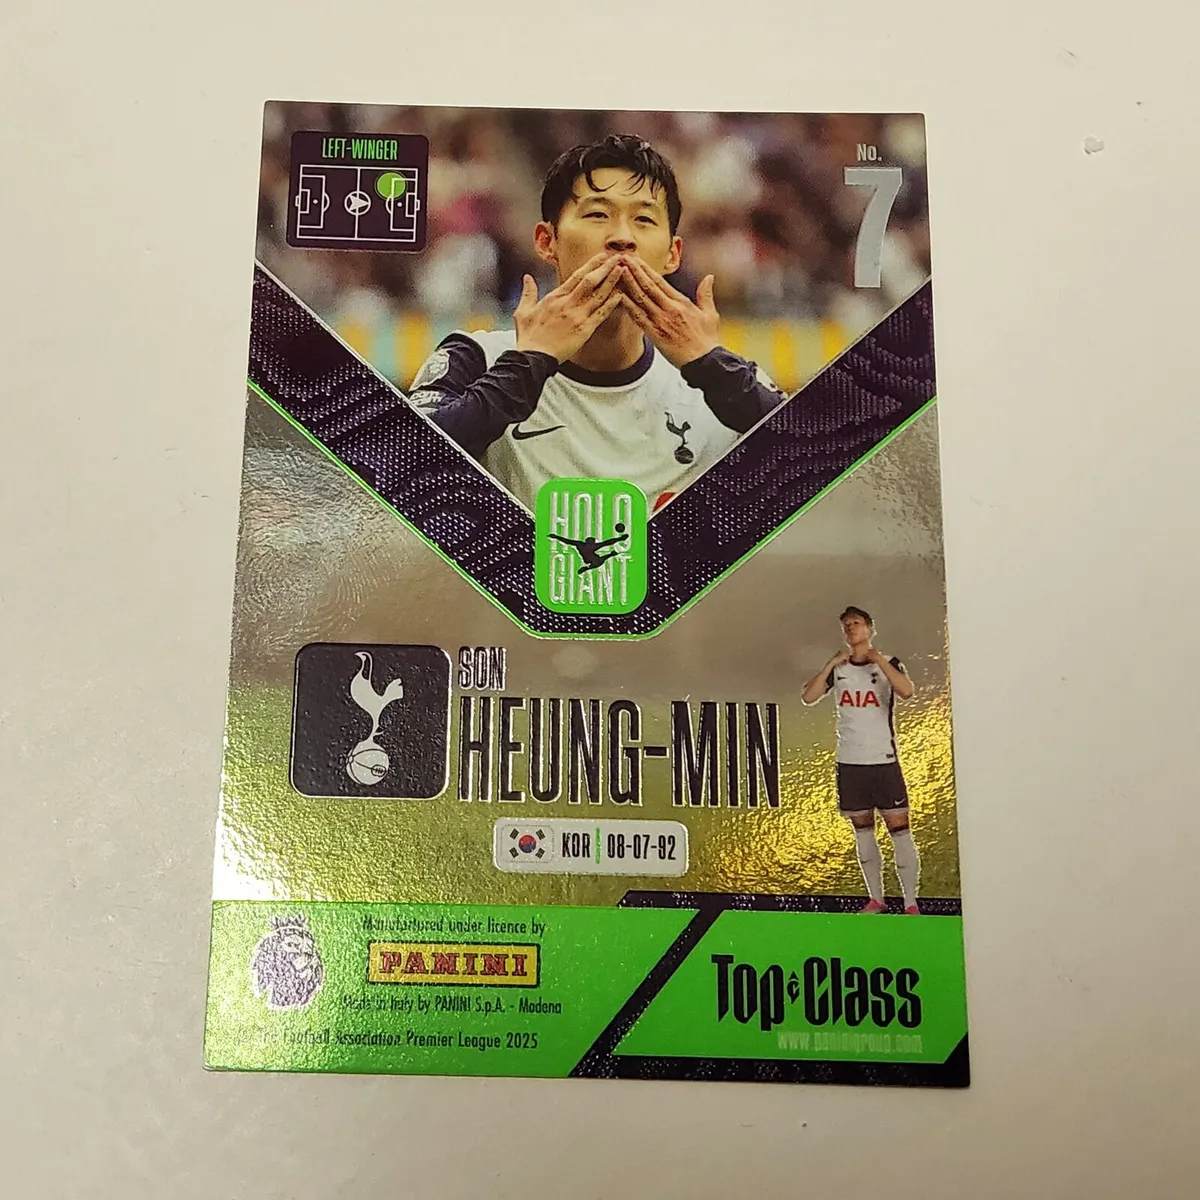 LEFT-WINGER
No.
7
HOLO
GIANT
SON
HEUNG-MIN
AIA
KOR 08-07-92
Manufactured under licence by
PANINI
Made in Italy by PANINI S.p.A. - Modena
Football Association Premier League 2025
Top Class
www.paninigroup.com